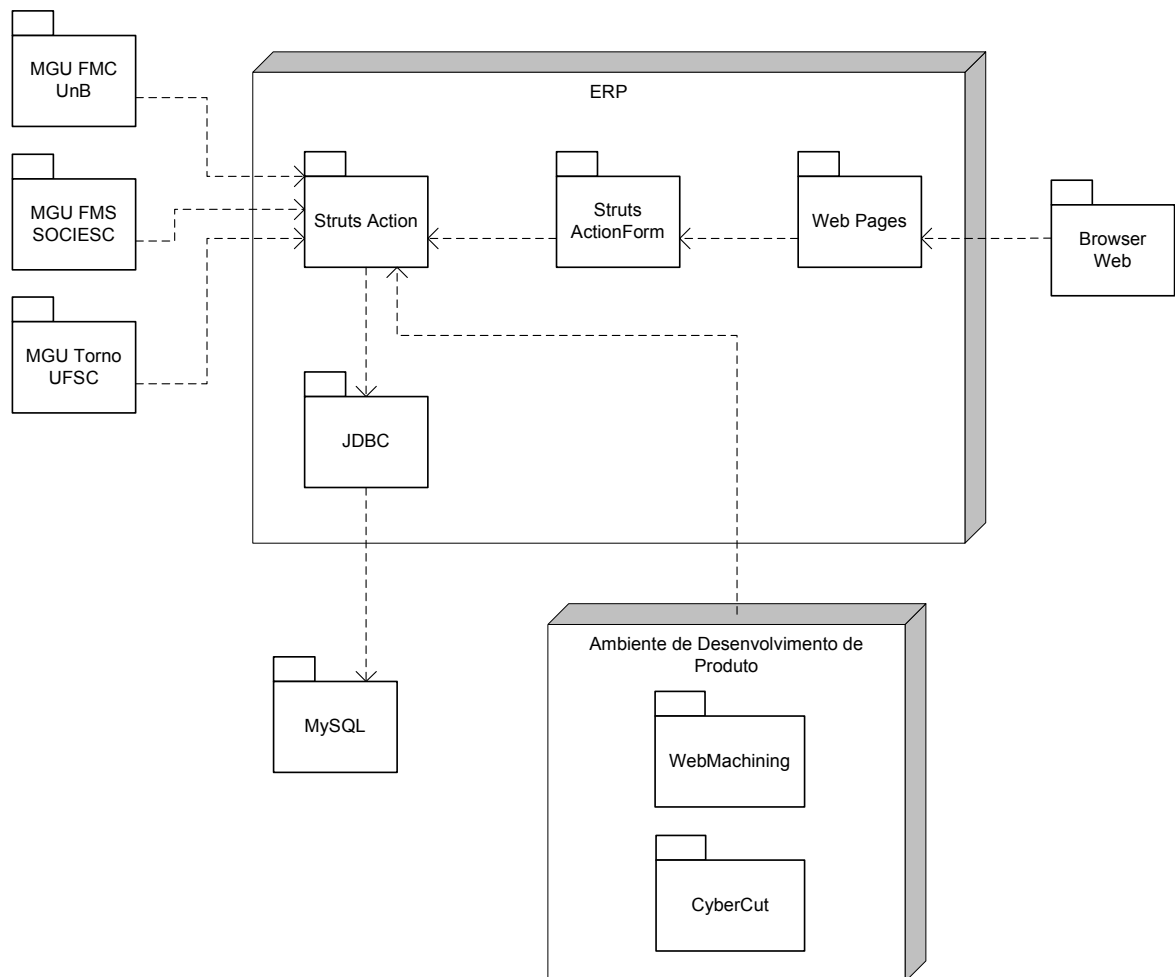 MGU FMC
UnB
ERP
MGU FMS
SOCIESC
Struts Action
Struts
ActionForm
Web Pages
Browser
Web
MGU Torno
UFSC
JDBC
MySQL
Ambiente de Desenvolvimento de
Produto
WebMachining
CyberCut